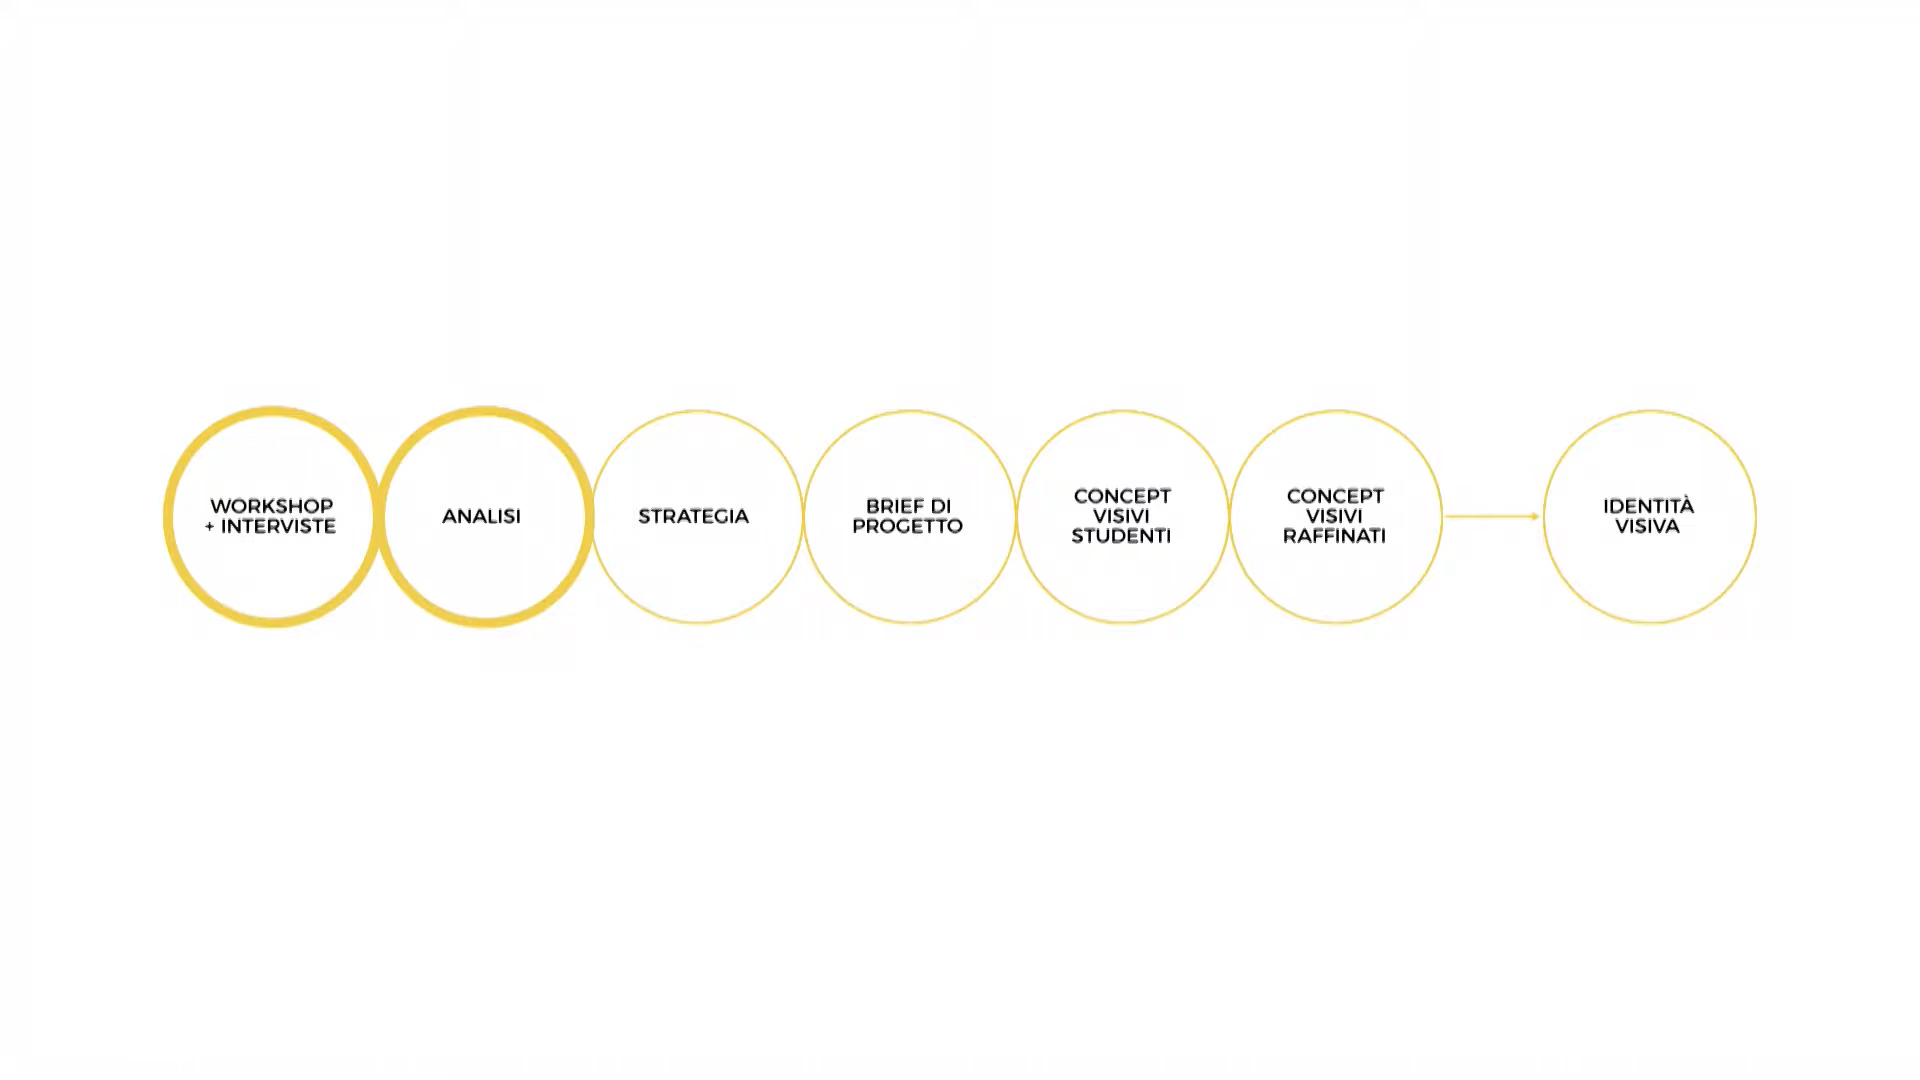 WORKSHOP
+ INTERVISTE
ANALISI
STRATEGIA
BRIEF DI
PROGETTO
CONCEPT
VISIVI
STUDENTI
CONCEPT
VISIVI
RAFFINATI
IDENTITÀ
VISIVA